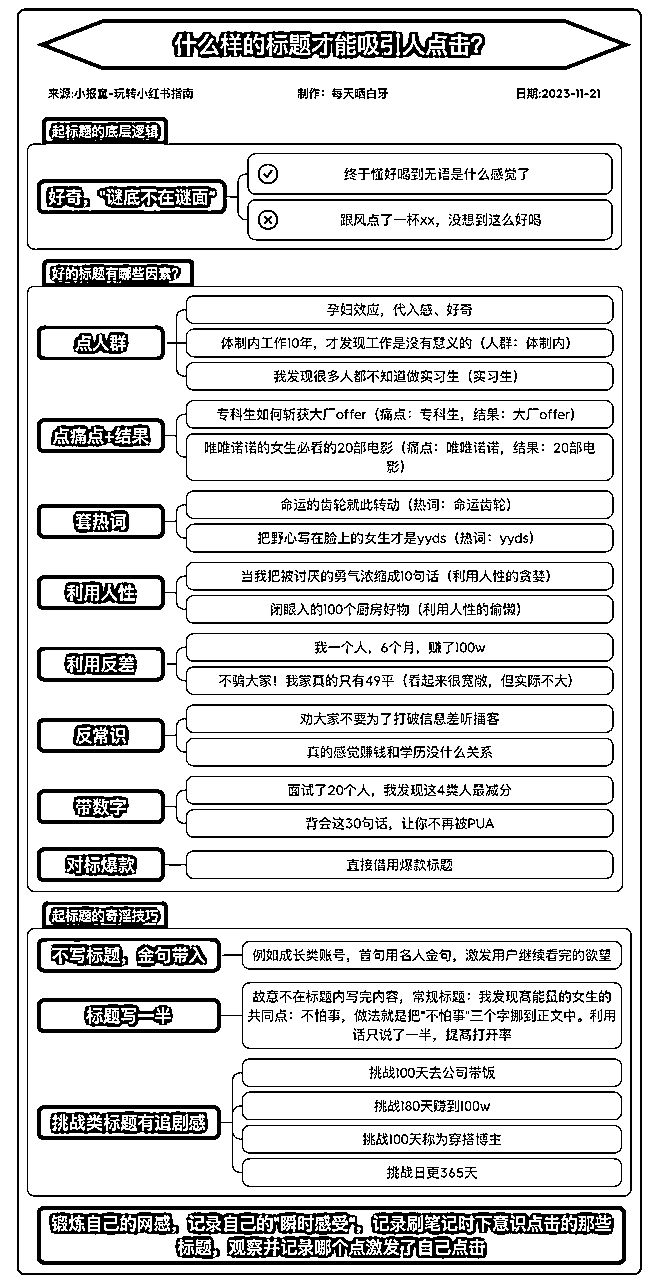 什么样的标题才能吸引人点击？
来源:小报童-玩转小红书指南
制作：每天晒白牙
日期:2023-11-21
起标题的底层逻辑
好奇，"谜底不在谜面"
终于懂好喝到无语是什么感觉了
跟风点了一杯xx，没想到这么好喝
好的标题有哪些因素？
点人群
孕妇效应，代入感、好奇
体制内工作10年，才发现工作是没有意义的（人群：体制内）
我发现很多人都不知道做实习生（实习生）
点痛点+结果
专科生如何斩获大厂offer（痛点：专科生，结果：大厂offer）
唯唯诺诺的女生必看的20部电影（痛点：唯唯诺诺，结果：20部电
影）
套热词
命运的齿轮就此转动（热词：命运齿轮）
把野心写在脸上的女生才是yyds（热词：yyds）
利用人性
当我把被讨厌的勇气浓缩成10句话（利用人性的贪婪）
闭眼入的100个厨房好物（利用人性的偷懒）
利用反差
我一个人，6个月，赚了100w
不骗大家！我家真的只有49平（看起来很宽敞，但实际不大）
反常识
劝大家不要为了打破信息差听播客
真的感觉赚钱和学历没什么关系
带数字
面试了20个人，我发现这4类人最减分
背会这30句话，让你不再被PUA
对标爆款
直接借用爆款标题
起标题的奇淫技巧
不写标题，金句带入
例如成长类账号，首句用名人金句，激发用户继续看完的欲望
标题写一半
故意不在标题内写完内容，常规标题：我发现高能量的女生的
共同点：不怕事，做法就是把"不怕事"三个字挪到正文中。利用
话只说了一半，提高打开率
挑战类标题有追剧感
挑战100天去公司带饭
挑战180天赚到100w
挑战100天称为穿搭博主
挑战日更365天
锻炼自己的网感，记录自己的"瞬时感受"，记录刷笔记时下意识点击的那些
标题，观察并记录哪个点激发了自己点击